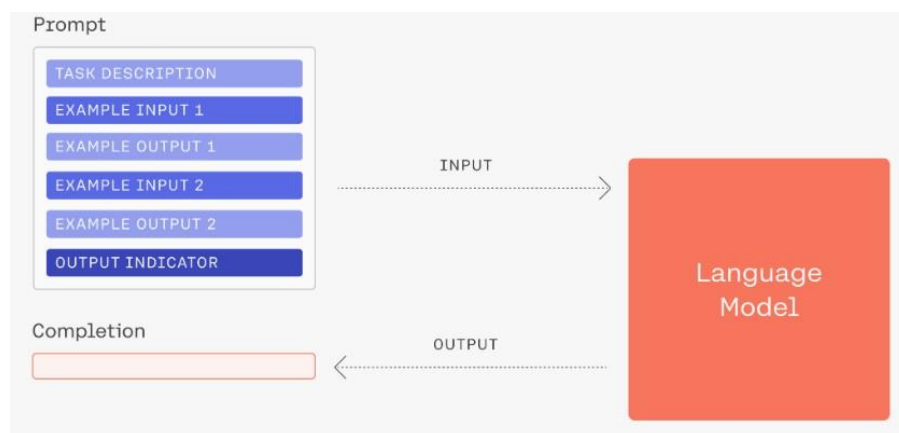 Prompt
TASK DESCRIPTION
EXAMPLE INPUT 1
EXAMPLE OUTPUT 1
EXAMPLE INPUT 2
EXAMPLE OUTPUT 2
OUTPUT INDICATOR
INPUT
Language
Model
Completion
OUTPUT